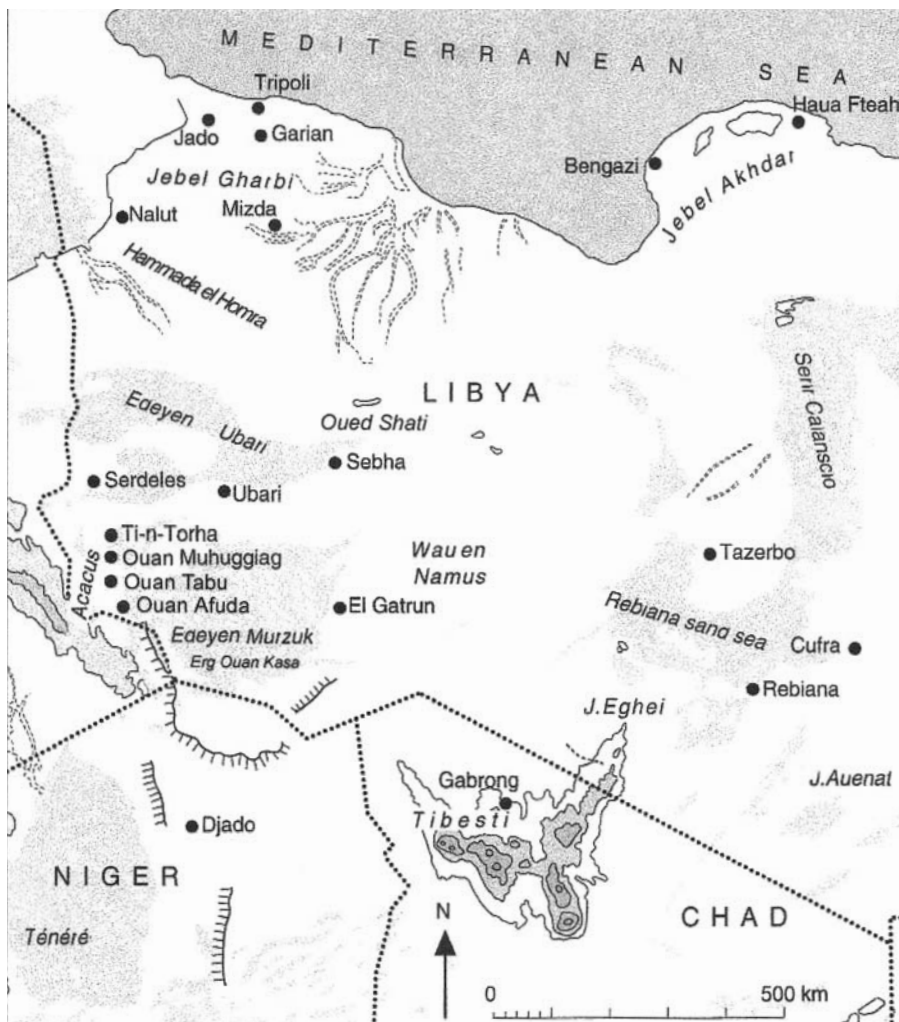 MEDITERRANEAN SEA
Tripoli
Haua Fteah
Jado
Garian
Bengazi
Jebel Akhdar
Jebel Gharbi
Nalut
Mizda
Hammada el Homra
LIBYA
Serir Calanscio
Edeyen Ubari
Oued Shati
Sebha
Serdeles
Ubari
Ti-n-Torha
Ouan Muhuggiag
Ouan Tabu
Ouan Afuda
Acacus
Wau en
Namus
Tazerbo
El Gatrun
Rebiana sand sea
Edeyen Murzuk
Erg Ouan Kasa
Cufra
Rebiana
J.Eghei
Gabrong
J.Auenat
Tibesti
Djado
NIGER
CHAD
N
Ténéré
0 500 km